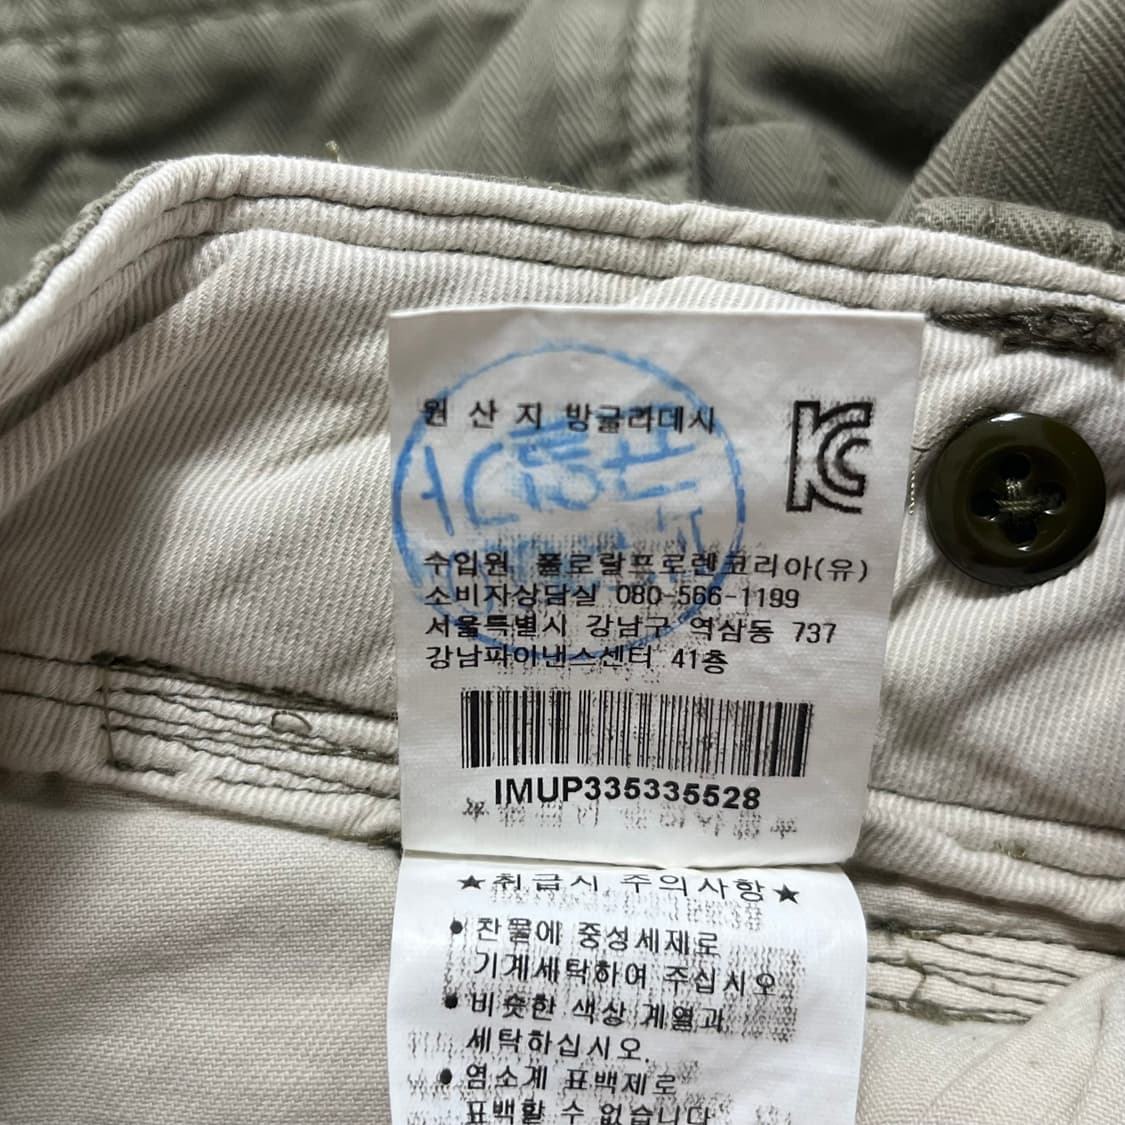 원 산 지 방글라데시
수입원 폴로랄프로렌코리아(유)
소비자상담실 080-566-1199
서울특별시 강남구 역삼동 737
강남파이낸스센터 41층
IMUP335335528
★취급시 주의사항★
● 찬물에 중성세제로
기계세탁하여 주십시오
● 비슷한 색상 계열과
세탁하십시오.
● 염소계 표백제로
표백할 수 없습니다